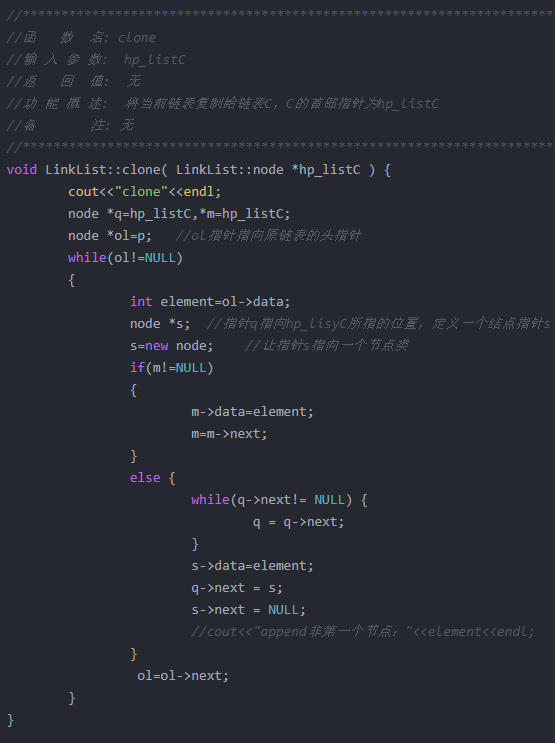 //**********************************************************************
//函 数 名: clone
//输 入 参 数: hp_listC
//返 回 值: 无
//功 能 概 述: 将当前链表复制给链表C, C的首部指针为hp_listC
//备 注: 无
//**********************************************************************
void LinkList::clone( LinkList::node *hp_listC ) {
cout<<"clone"<<endl;
node *q=hp_listC,*m=hp_listC;
node *ol=p; //ol指针指向原链表的头指针
while(ol!=NULL)
{
int element=ol->data;
node *s; //指针q指向hp_lisyC所指的位置，定义一个结点指针s
s=new node; //让指针s指向一个节点类
if(m!=NULL)
{
m->data=element;
m=m->next;
}
else {
while(q->next!= NULL) {
q = q->next;
}
s->data=element;
q->next = s;
s->next = NULL;
//cout<<"append非第一个节点："<<element<<endl;
}
ol=ol->next;
}
}